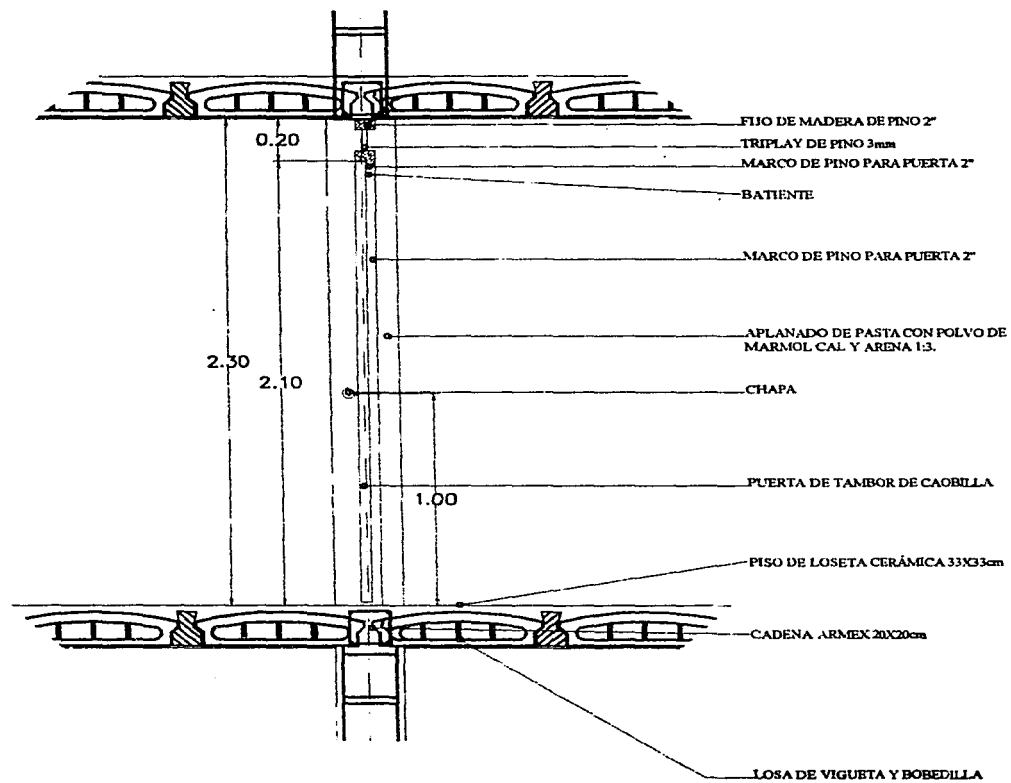 FIJO DE MADERA DE PINO 2"
TRIPLAY DE PINO 3mm
0.20
MARCO DE PINO PARA PUERTA 2"
BATIENTE
MARCO DE PINO PARA PUERTA 2"
APLANADO DE PASTA CON POLVO DE
MARMOL CAL Y ARENA 1:3.
2.30
2.10
CHAPA
PUERTA DE TAMBOR DE CAOBILLA
1.00
PISO DE LOSETA CERÁMICA 33X33cm
CADENA ARMEX 20X20cm
LOSA DE VIGUETA Y BOBEDILLA